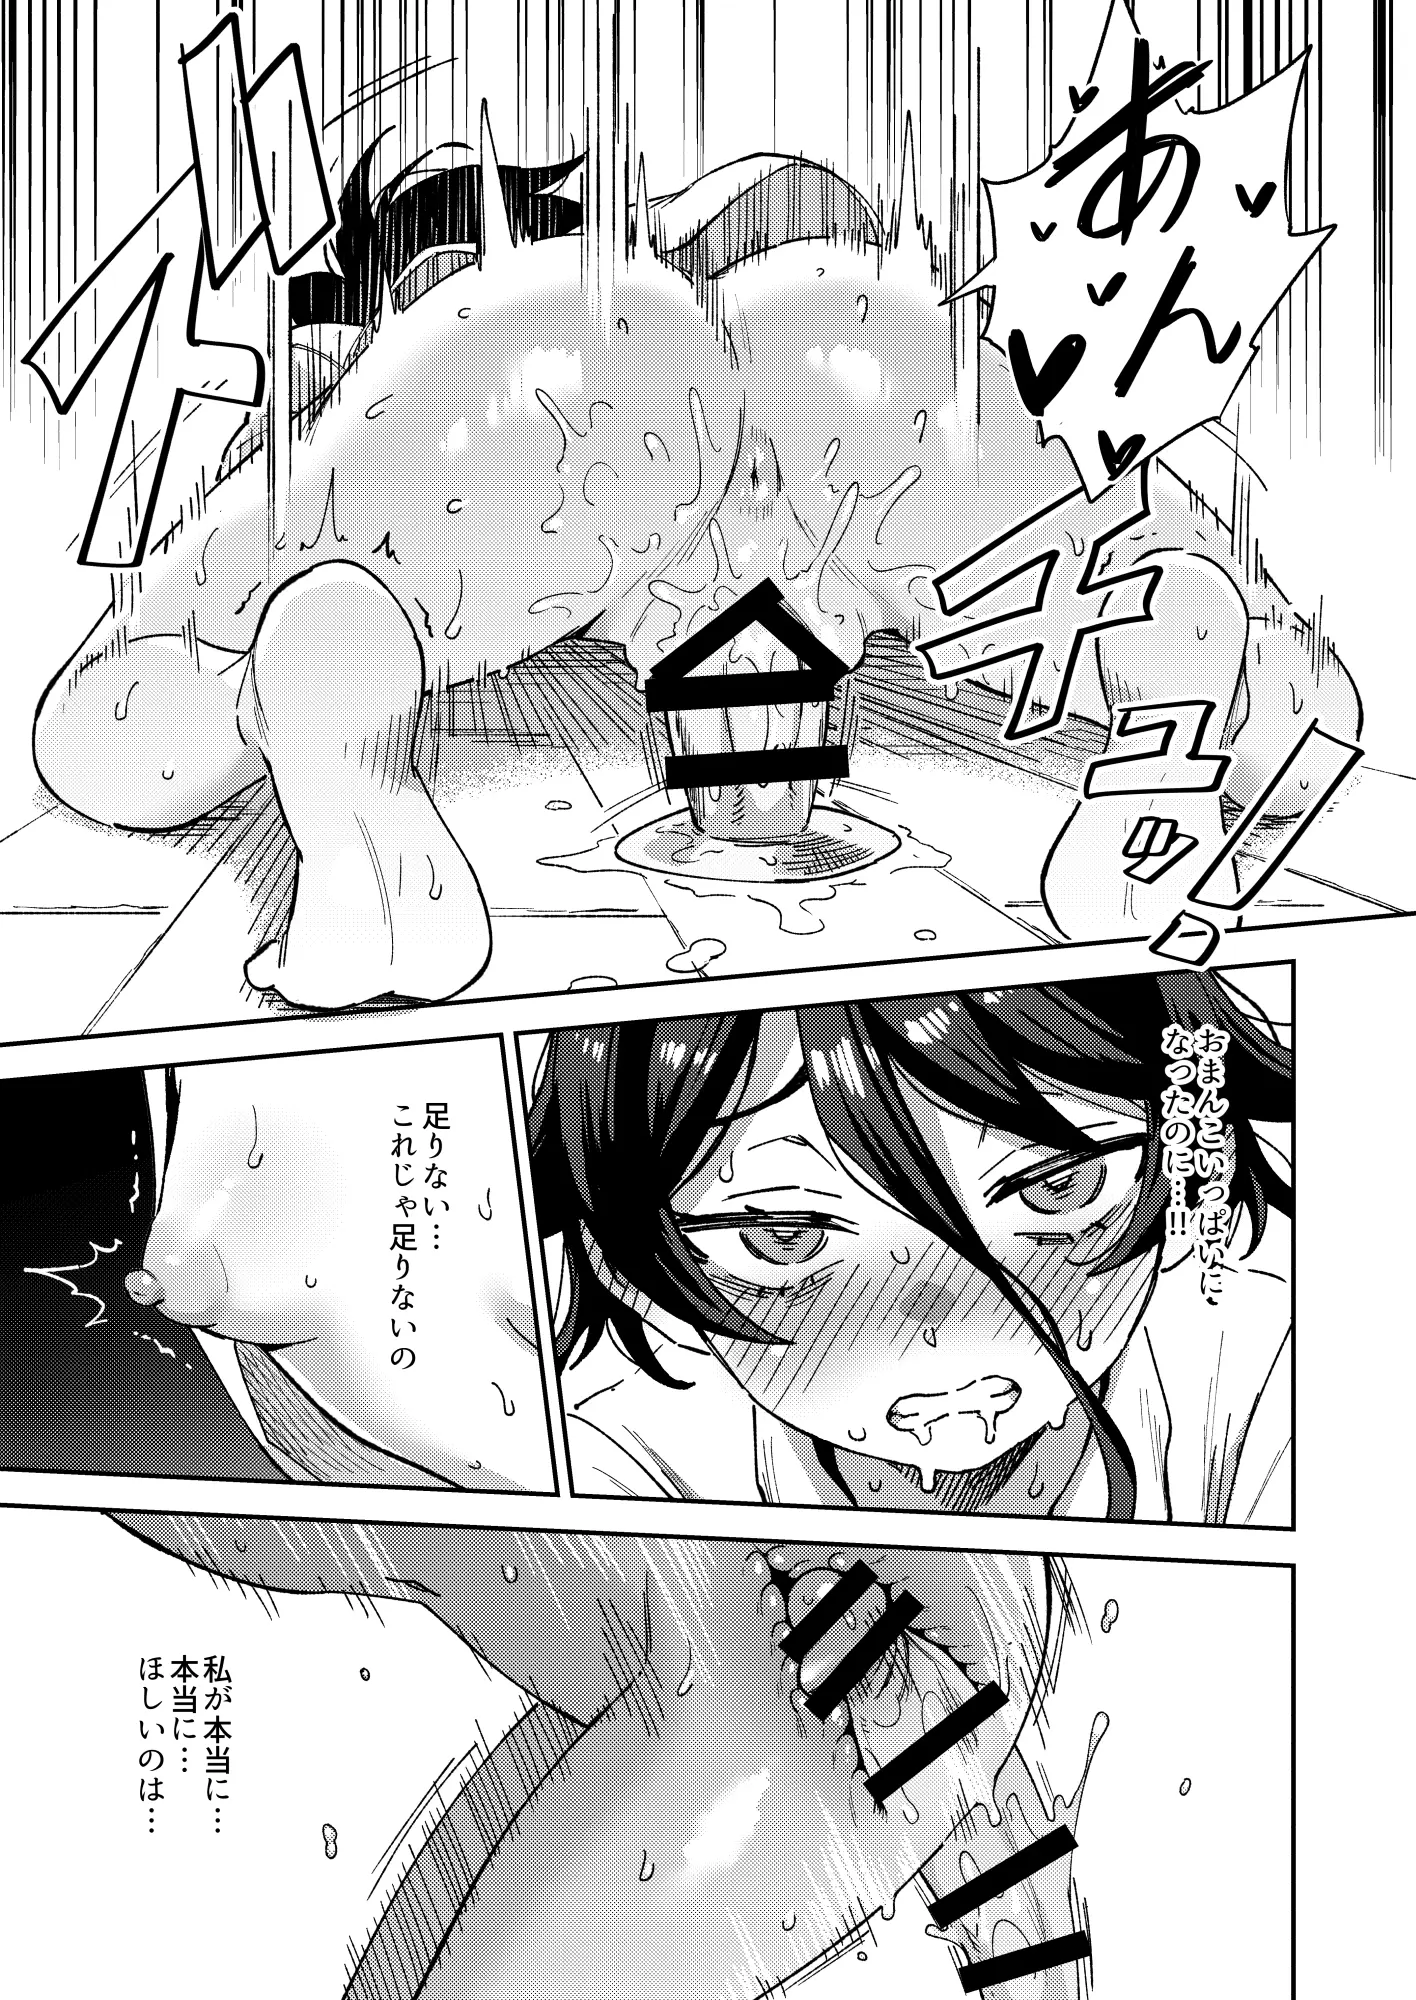 あんっ
ズブ
チュッ
おまんこいっぱいに
なったのに…!!
足りない…
これじゃ足りないの
私が本当に…
本当に…
ほしいのは…